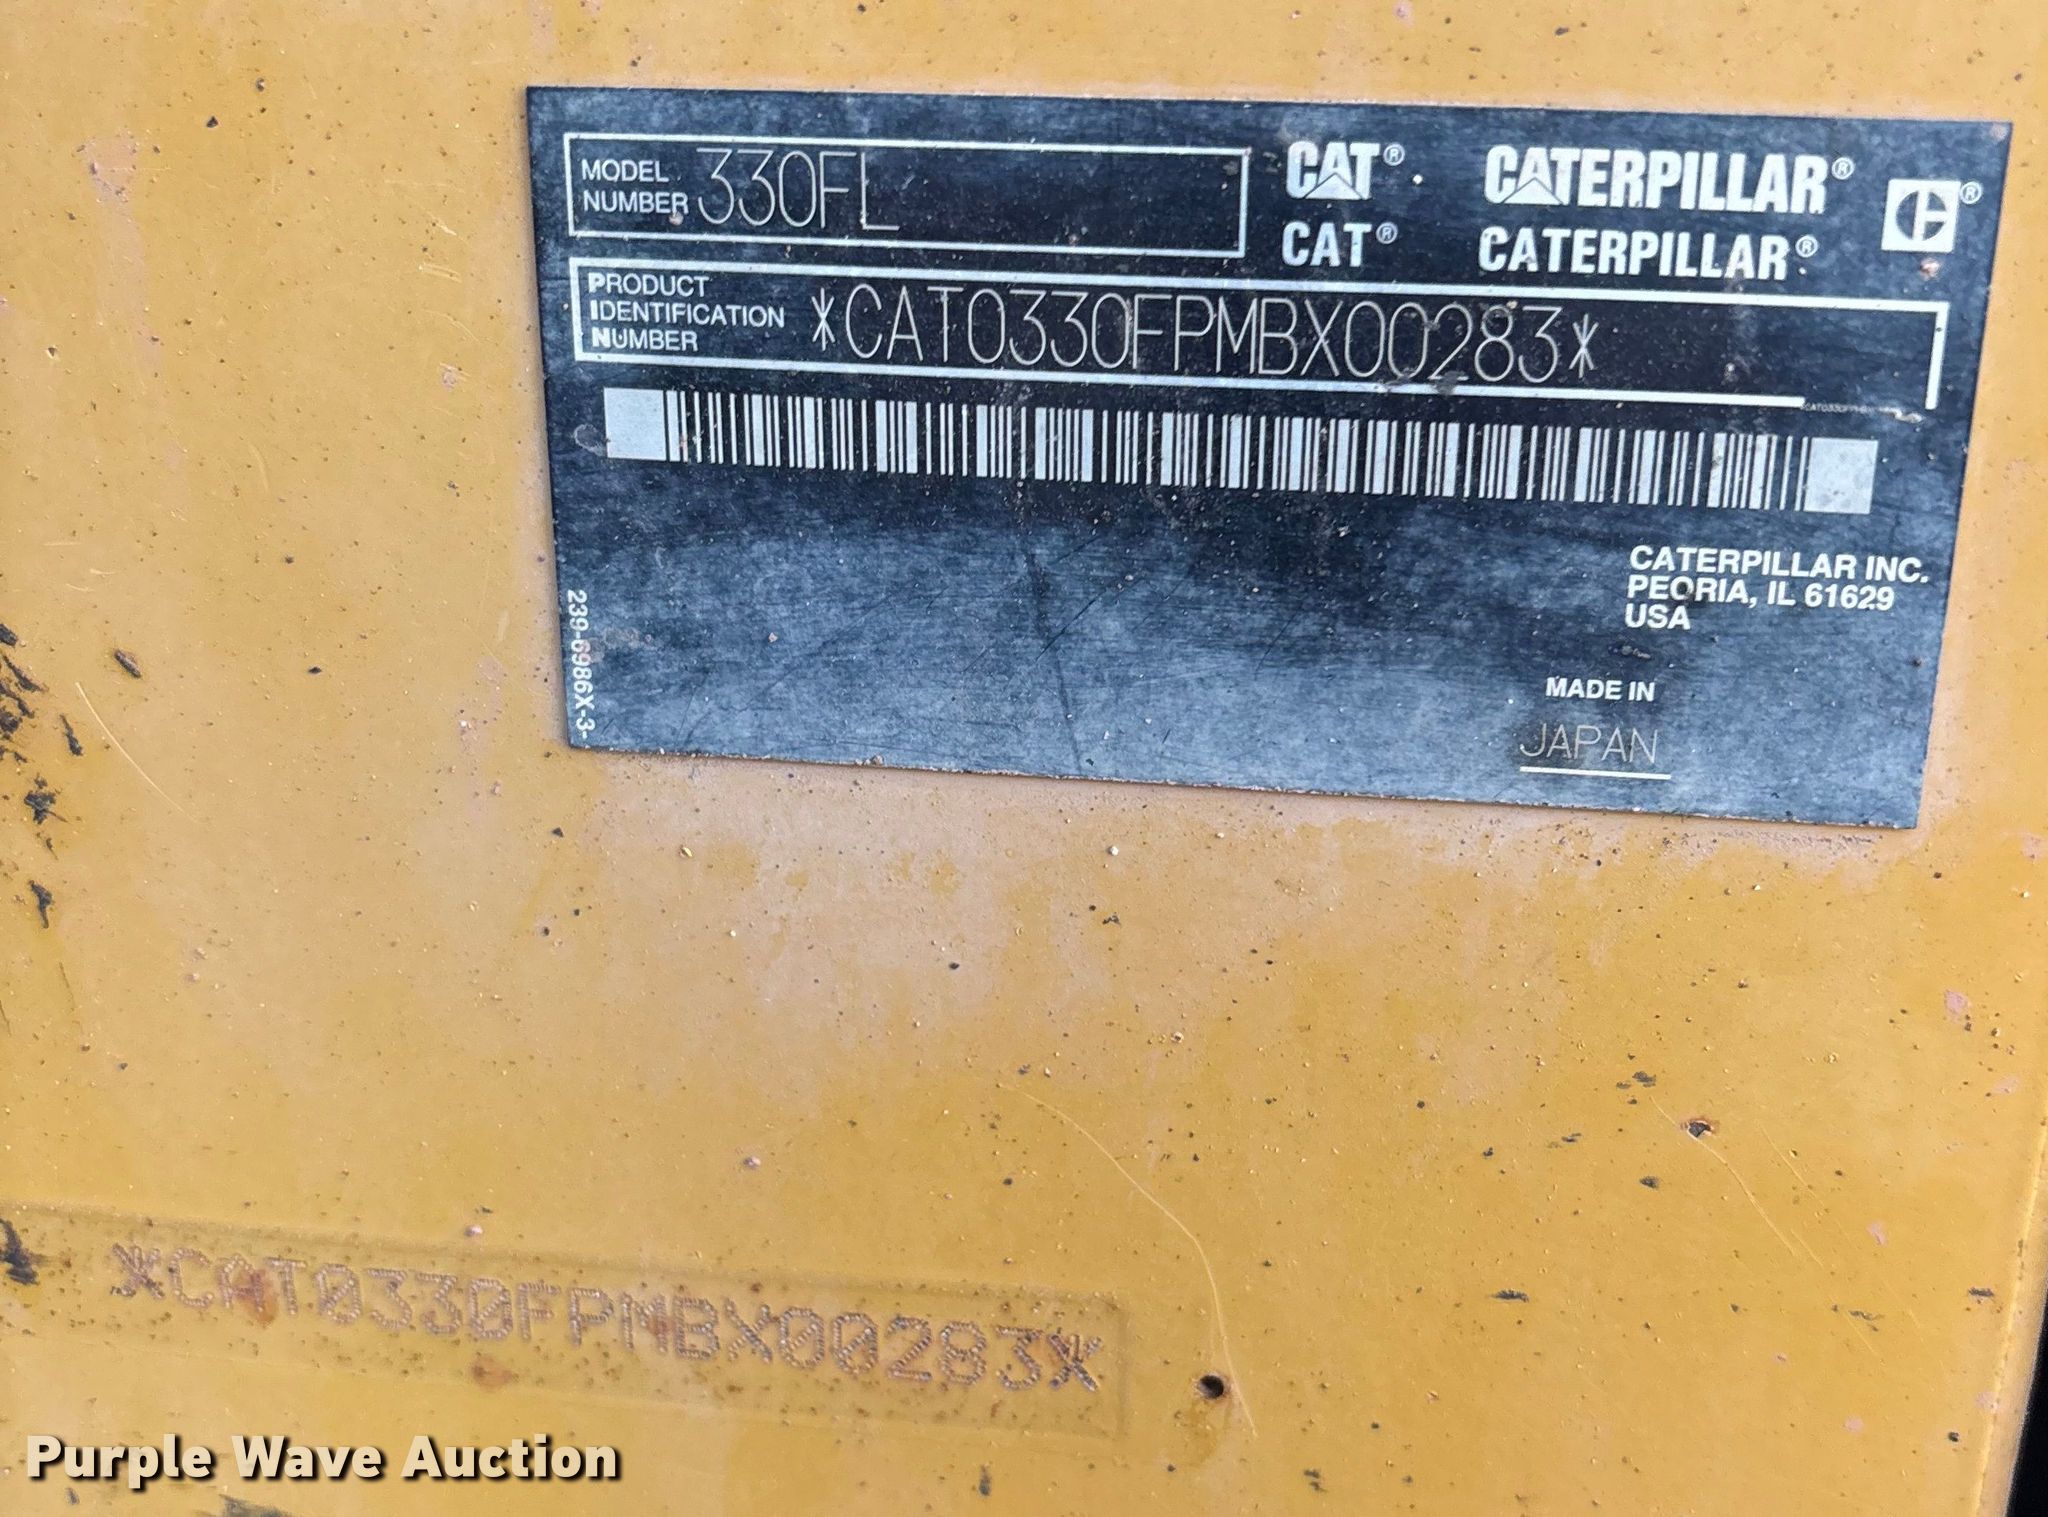 MODEL NUMBER 330FL
CAT® CATERPILLAR®
CAT® CATERPILLAR®
PRODUCT IDENTIFICATION NUMBER *CAT0330FPMBX00283*
CATERPILLAR INC.
PEORIA, IL 61629
USA
239-6986X-3
MADE IN
JAPAN
*CAT0330FPMBX00283*
Purple Wave Auction